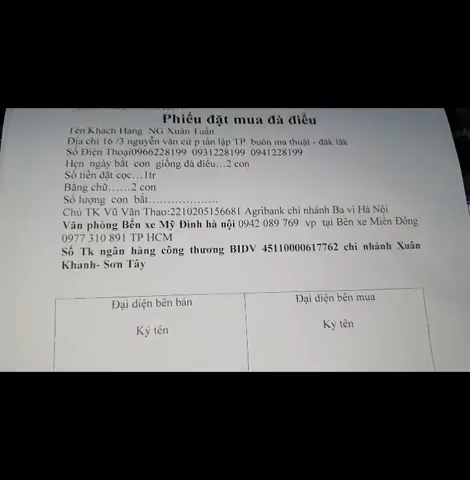 Phiếu đặt mua đà điểu
Tên Khách Hàng NG Xuân Tuấn
Địa chỉ 16 /3 nguyễn văn cừ p tân lập TP buôn ma thuật - đăk lăk
Số Điện Thoại0966228199 0931228199 0941228199
Hẹn ngày bắt con giống đà điểu…2 con
Số tiền đặt cọc…1tr
Bằng chữ……2 con
Số lượng con bắt………………
Chú TK Vũ Văn Thao:2210205156681 Agribank chi nhánh Ba vì Hà Nội
Văn phòng Bến xe Mỹ Đình hà nội 0942 089 769 vp tại Bến xe Miền Đông
0977 310 891 TP HCM
Số Tk ngân hàng công thương BIDV 45110000617762 chi nhánh Xuân
Khanh- Sơn Tây
Đại diện bên bán
Đại diện bên mua
Ký tên
Ký tên